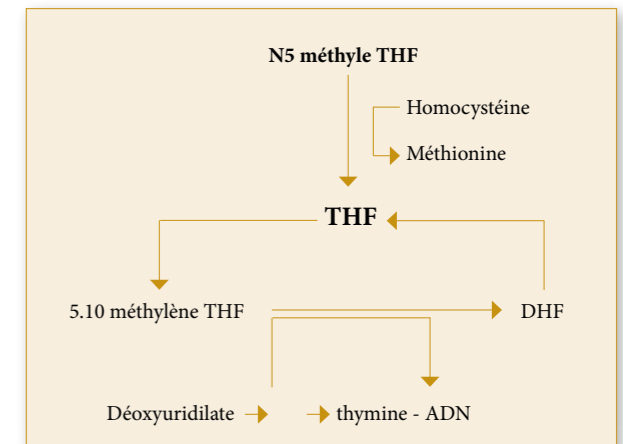 N5 méthyle THF
Homocystéine
Méthionine
THF
5.10 méthylène THF
DHF
Déoxyuridilate
thymine - ADN